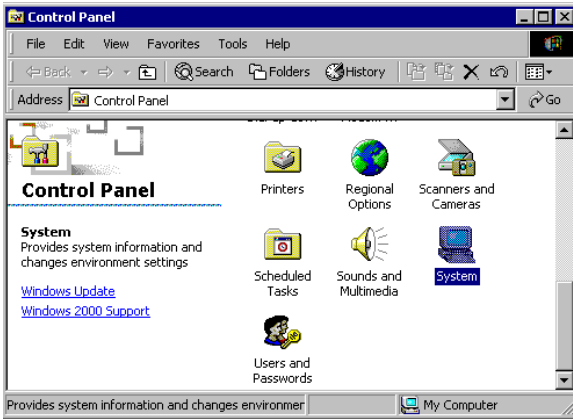 Control Panel
File Edit View Favorites Tools Help
Back Search Folders History
Address Control Panel Go
Control Panel
System
Provides system information and
changes environment settings
Windows Update
Windows 2000 Support
Printers
Regional
Options
Scanners and
Cameras
Scheduled
Tasks
Sounds and
Multimedia
System
Users and
Passwords
Provides system information and changes environmer
My Computer